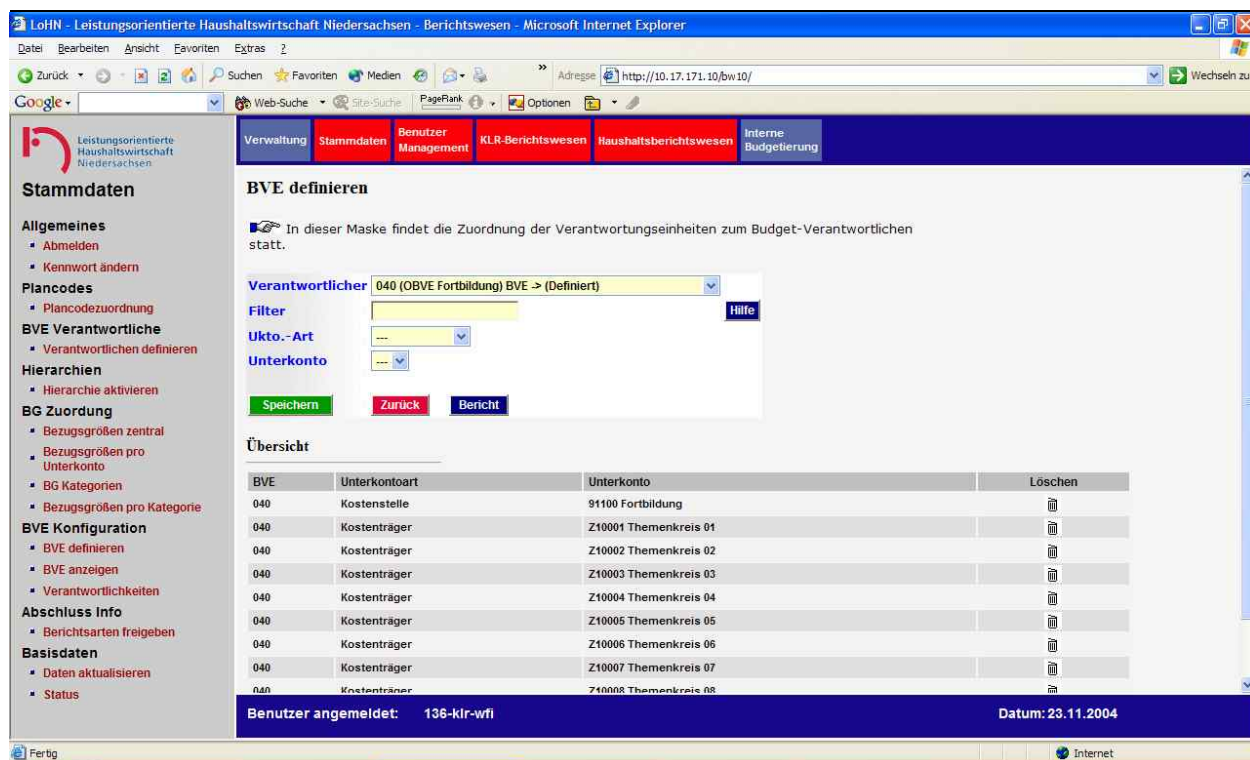 LoHN - Leistungsorientierte Haushaltswirtschaft Niedersachsen - Berichtswesen - Microsoft Internet Explorer
Datei Bearbeiten Ansicht Favoriten Extras ?
Zurück Suchen Favoriten Medien » Adresse http://10.17.171.10/bw10/ Wechseln zu
Google Web-Suche Site-Suche PageRank Optionen
Leistungsorientierte
Haushaltswirtschaft
Niedersachsen
Verwaltung Stammdaten Benutzer Management KLR-Berichtswesen Haushaltsberichtswesen Interne Budgetierung
Stammdaten
Allgemeines
Abmelden
Kennwort ändern
Plancodes
Plancodezuordnung
BVE Verantwortliche
Verantwortlichen definieren
Hierarchien
Hierarchie aktivieren
BG Zuordung
Bezugsgrößen zentral
Bezugsgrößen pro
Unterkonto
BG Kategorien
Bezugsgrößen pro Kategorie
BVE Konfiguration
BVE definieren
BVE anzeigen
Verantwortlichkeiten
Abschluss Info
Berichtsarten freigeben
Basisdaten
Daten aktualisieren
Status
BVE definieren
In dieser Maske findet die Zuordnung der Verantwortungseinheiten zum Budget-Verantwortlichen
statt.
Verantwortlicher 040 (OBVE Fortbildung) BVE -> (Definiert)
Filter Hilfe
Ukto.-Art ---
Unterkonto ---
Speichern Zurück Bericht
Übersicht
BVE Unterkontoart Unterkonto Löschen
040 Kostenstelle 91100 Fortbildung
040 Kostenträger Z10001 Themenkreis 01
040 Kostenträger Z10002 Themenkreis 02
040 Kostenträger Z10003 Themenkreis 03
040 Kostenträger Z10004 Themenkreis 04
040 Kostenträger Z10005 Themenkreis 05
040 Kostenträger Z10006 Themenkreis 06
040 Kostenträger Z10007 Themenkreis 07
040 Kostenträger Z10008 Themenkreis 08
Benutzer angemeldet: 136-klr-wfi Datum: 23.11.2004
Fertig Internet